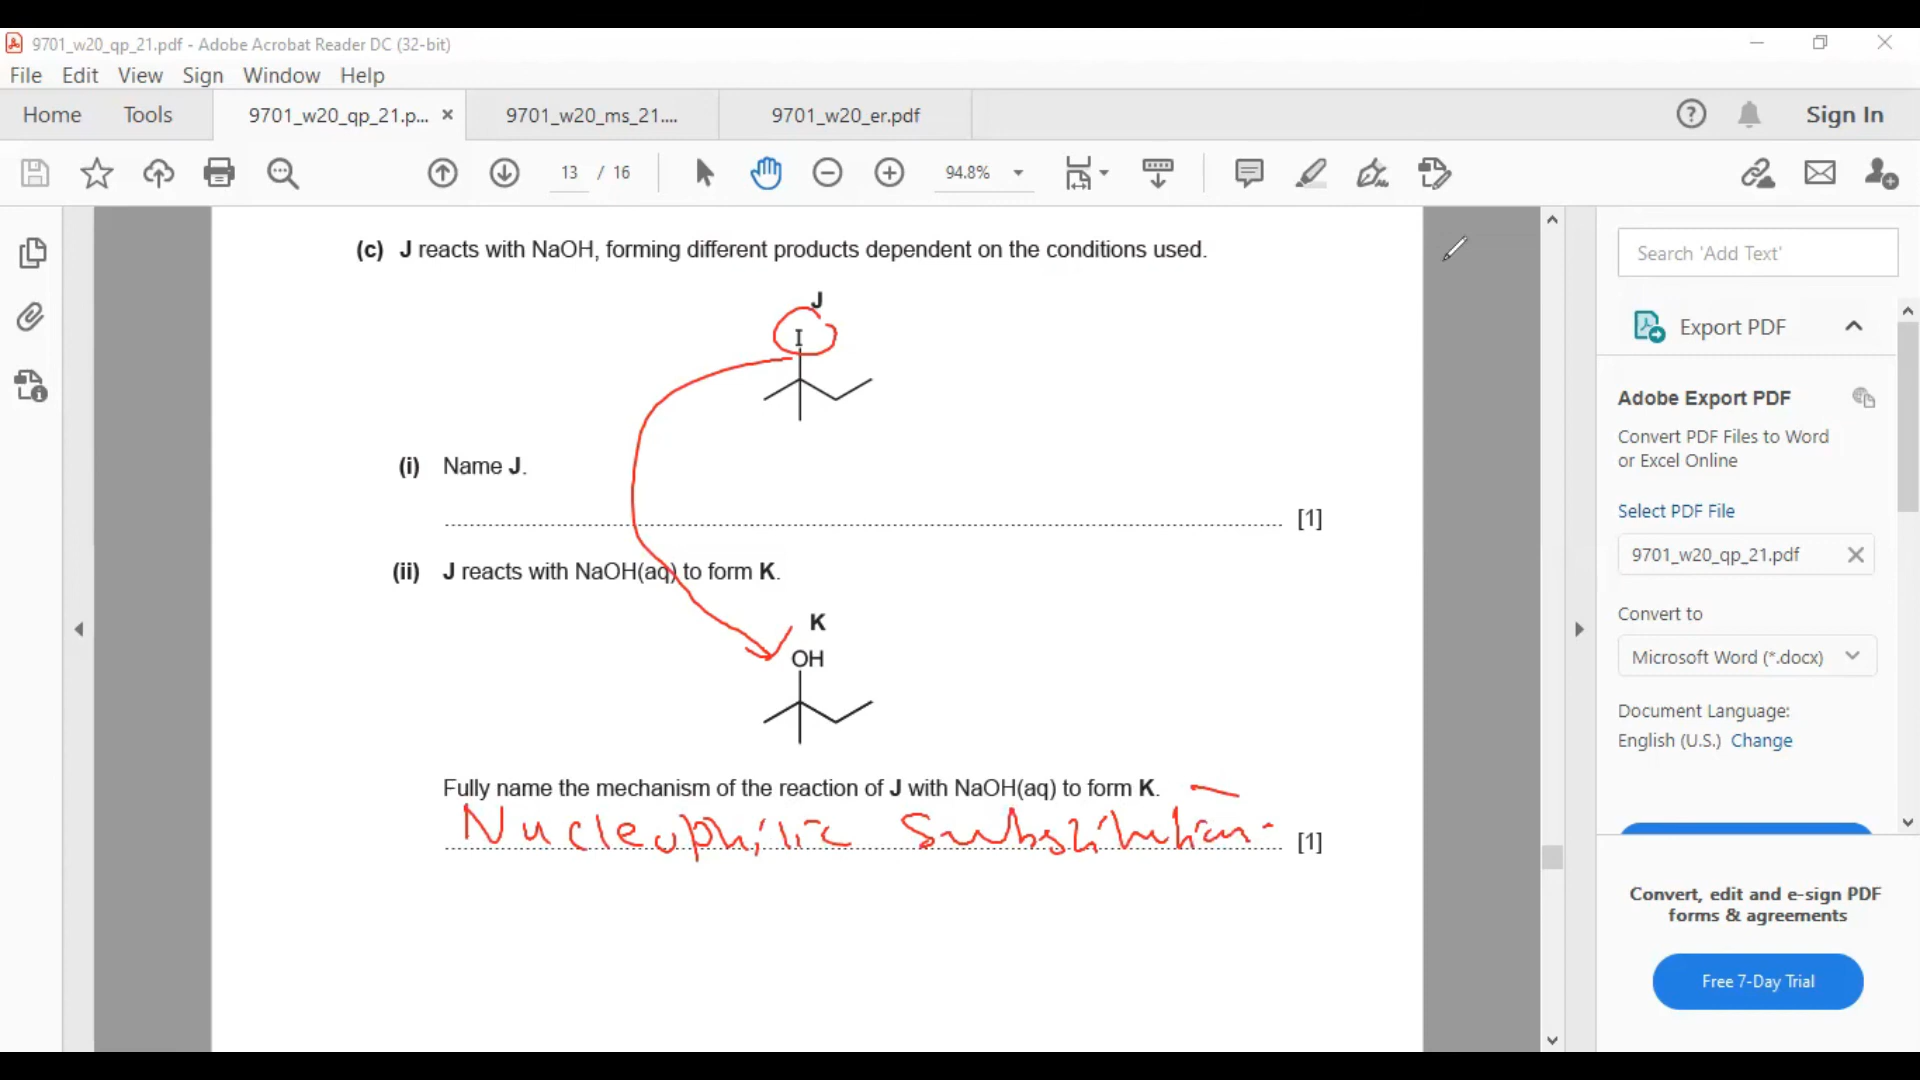 9701_w20_qp_21.pdf - Adobe Acrobat Reader DC (32-bit)
File Edit View Sign Window Help
Home Tools 9701_w20_qp_21.p... × 9701_w20_ms_21.... 9701_w20_er.pdf Sign In
13 / 16 94.8%
(c) J reacts with NaOH, forming different products dependent on the conditions used.
J
I
(i) Name J.
[1]
(ii) J reacts with NaOH(aq) to form K.
K
OH
Fully name the mechanism of the reaction of J with NaOH(aq) to form K.
Nucleophilic Substitution [1]
Search 'Add Text'
Export PDF
Adobe Export PDF
Convert PDF Files to Word
or Excel Online
Select PDF File
9701_w20_qp_21.pdf
Convert to
Microsoft Word (*.docx)
Document Language:
English (U.S.) Change
Convert, edit and e-sign PDF
forms & agreements
Free 7-Day Trial